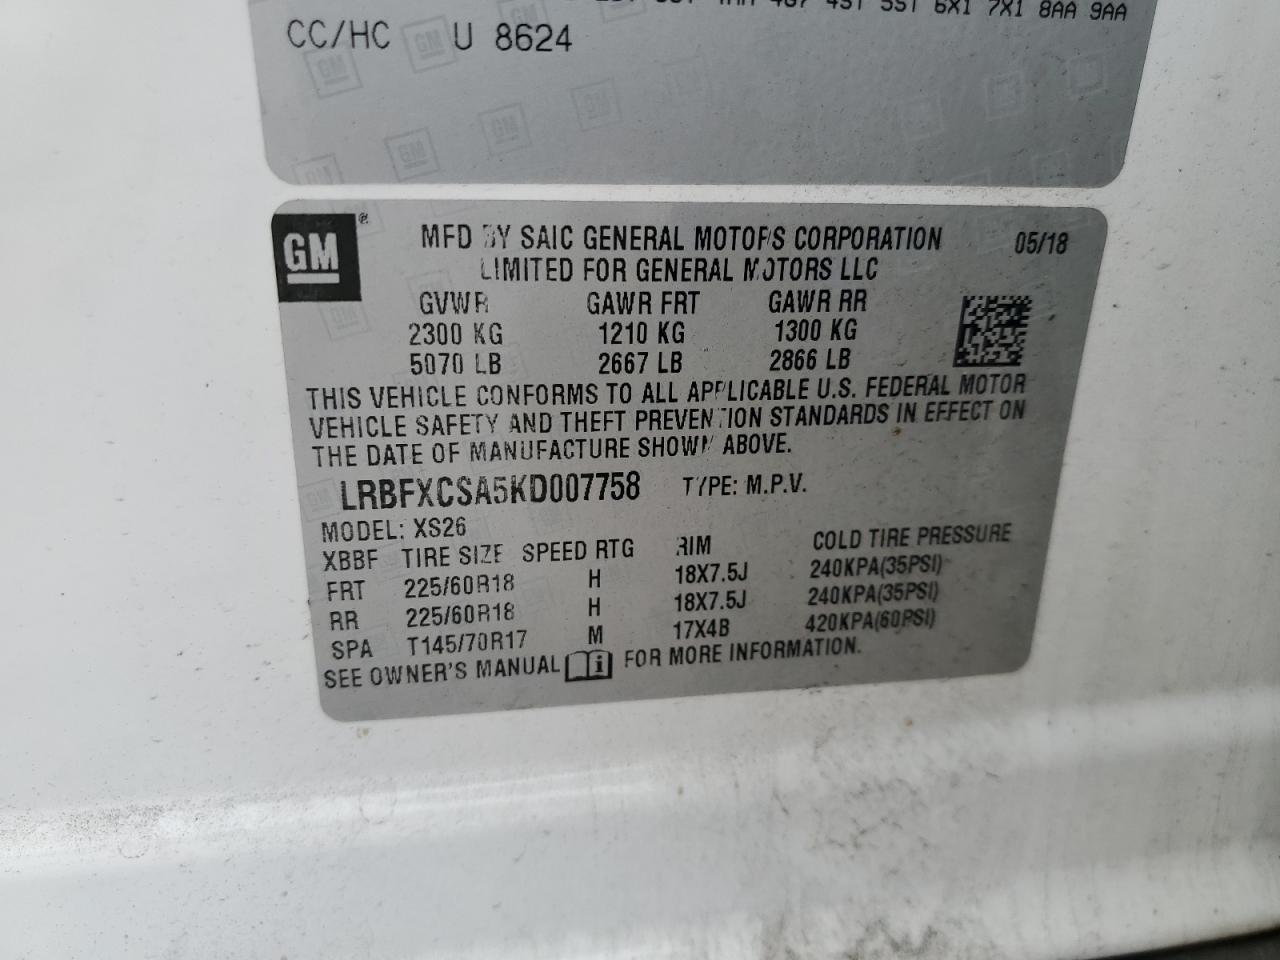 5S1 6X1 7X1 8AA 9AA
CC/HC U 8624
GM
MFD BY SAIC GENERAL MOTORS CORPORATION 05/18
LIMITED FOR GENERAL MOTORS LLC
GVWR GAWR FRT GAWR RR
2300 KG 1210 KG 1300 KG
5070 LB 2667 LB 2866 LB
THIS VEHICLE CONFORMS TO ALL APPLICABLE U.S. FEDERAL MOTOR
VEHICLE SAFETY AND THEFT PREVENTION STANDARDS IN EFFECT ON
THE DATE OF MANUFACTURE SHOWN ABOVE.
LRBFXCSA5KD007758 TYPE: M.P.V.
MODEL: XS26
XBBF TIRE SIZE SPEED RTG RIM COLD TIRE PRESSURE
FRT 225/60R18 H 18X7.5J 240KPA(35PSI)
RR 225/60R18 H 18X7.5J 240KPA(35PSI)
SPA T145/70R17 M 17X4B 420KPA(60PSI)
SEE OWNER'S MANUAL FOR MORE INFORMATION.